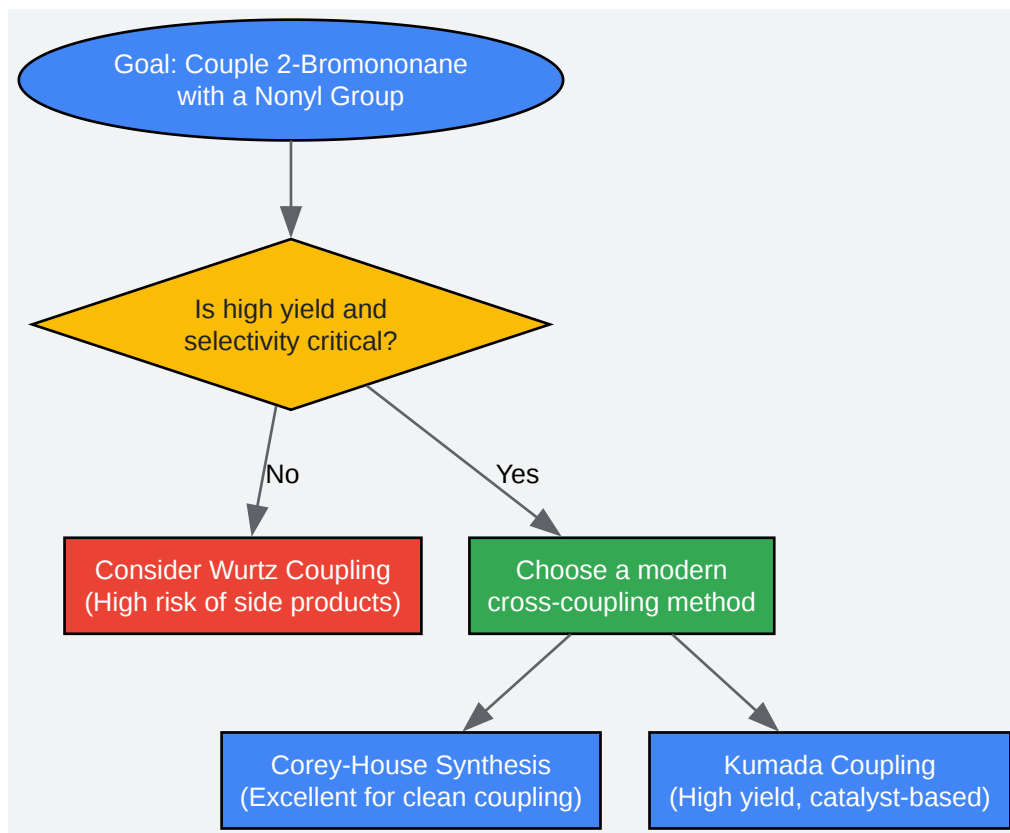 Goal: Couple 2-Bromononane
with a Nonyl Group
Is high yield and
selectivity critical?
No
Yes
Consider Wurtz Coupling
(High risk of side products)
Choose a modern
cross-coupling method
Corey-House Synthesis
(Excellent for clean coupling)
Kumada Coupling
(High yield, catalyst-based)